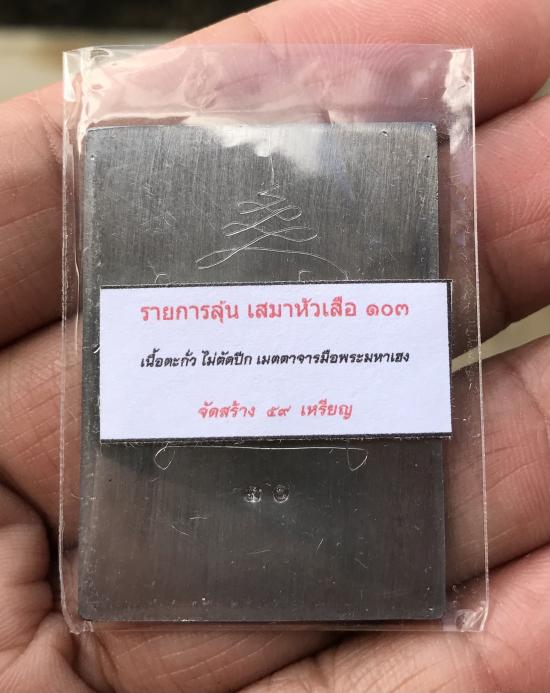 รายการลุ้น เสมาหัวเสือ ๑๐๓
เนื้อตะกั่ว ไม่ตัดปีก เมตตาจารมือพระมหาเฮง
จัดสร้าง ๕๙ เหรียญ